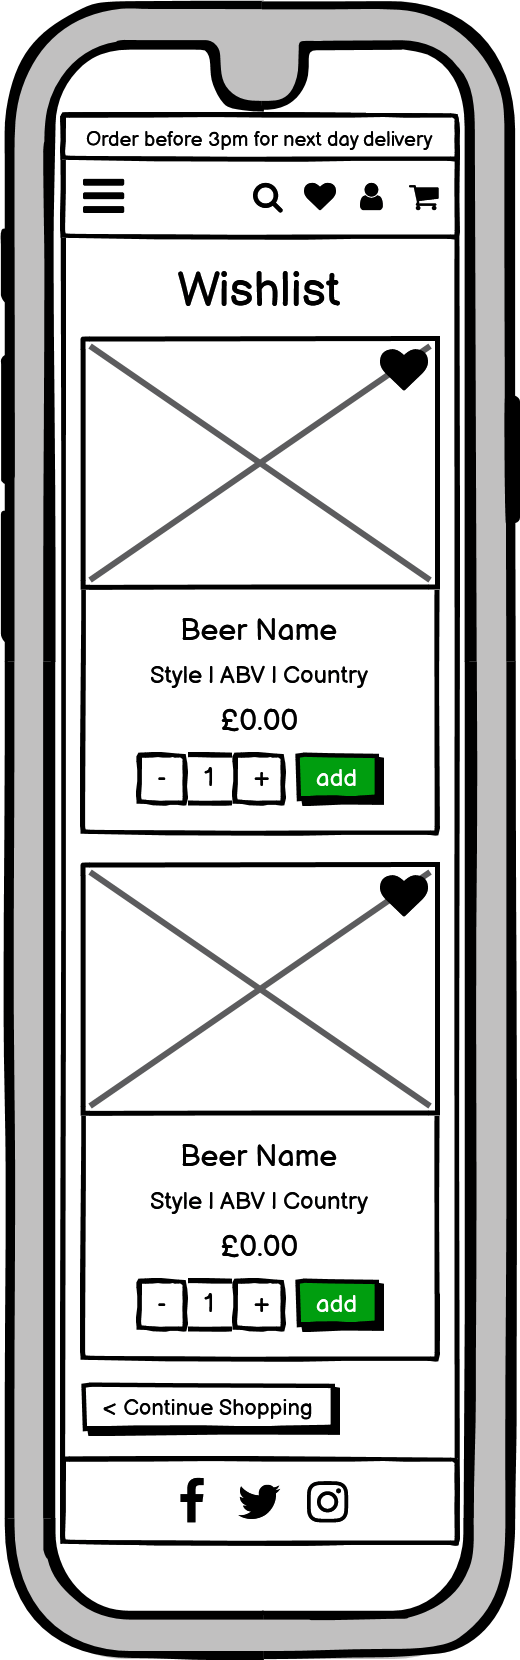 Order before 3pm for next day delivery
Wishlist
Beer Name
Style | ABV | Country
£0.00
- 1 + add
Beer Name
Style | ABV | Country
£0.00
- 1 + add
< Continue Shopping